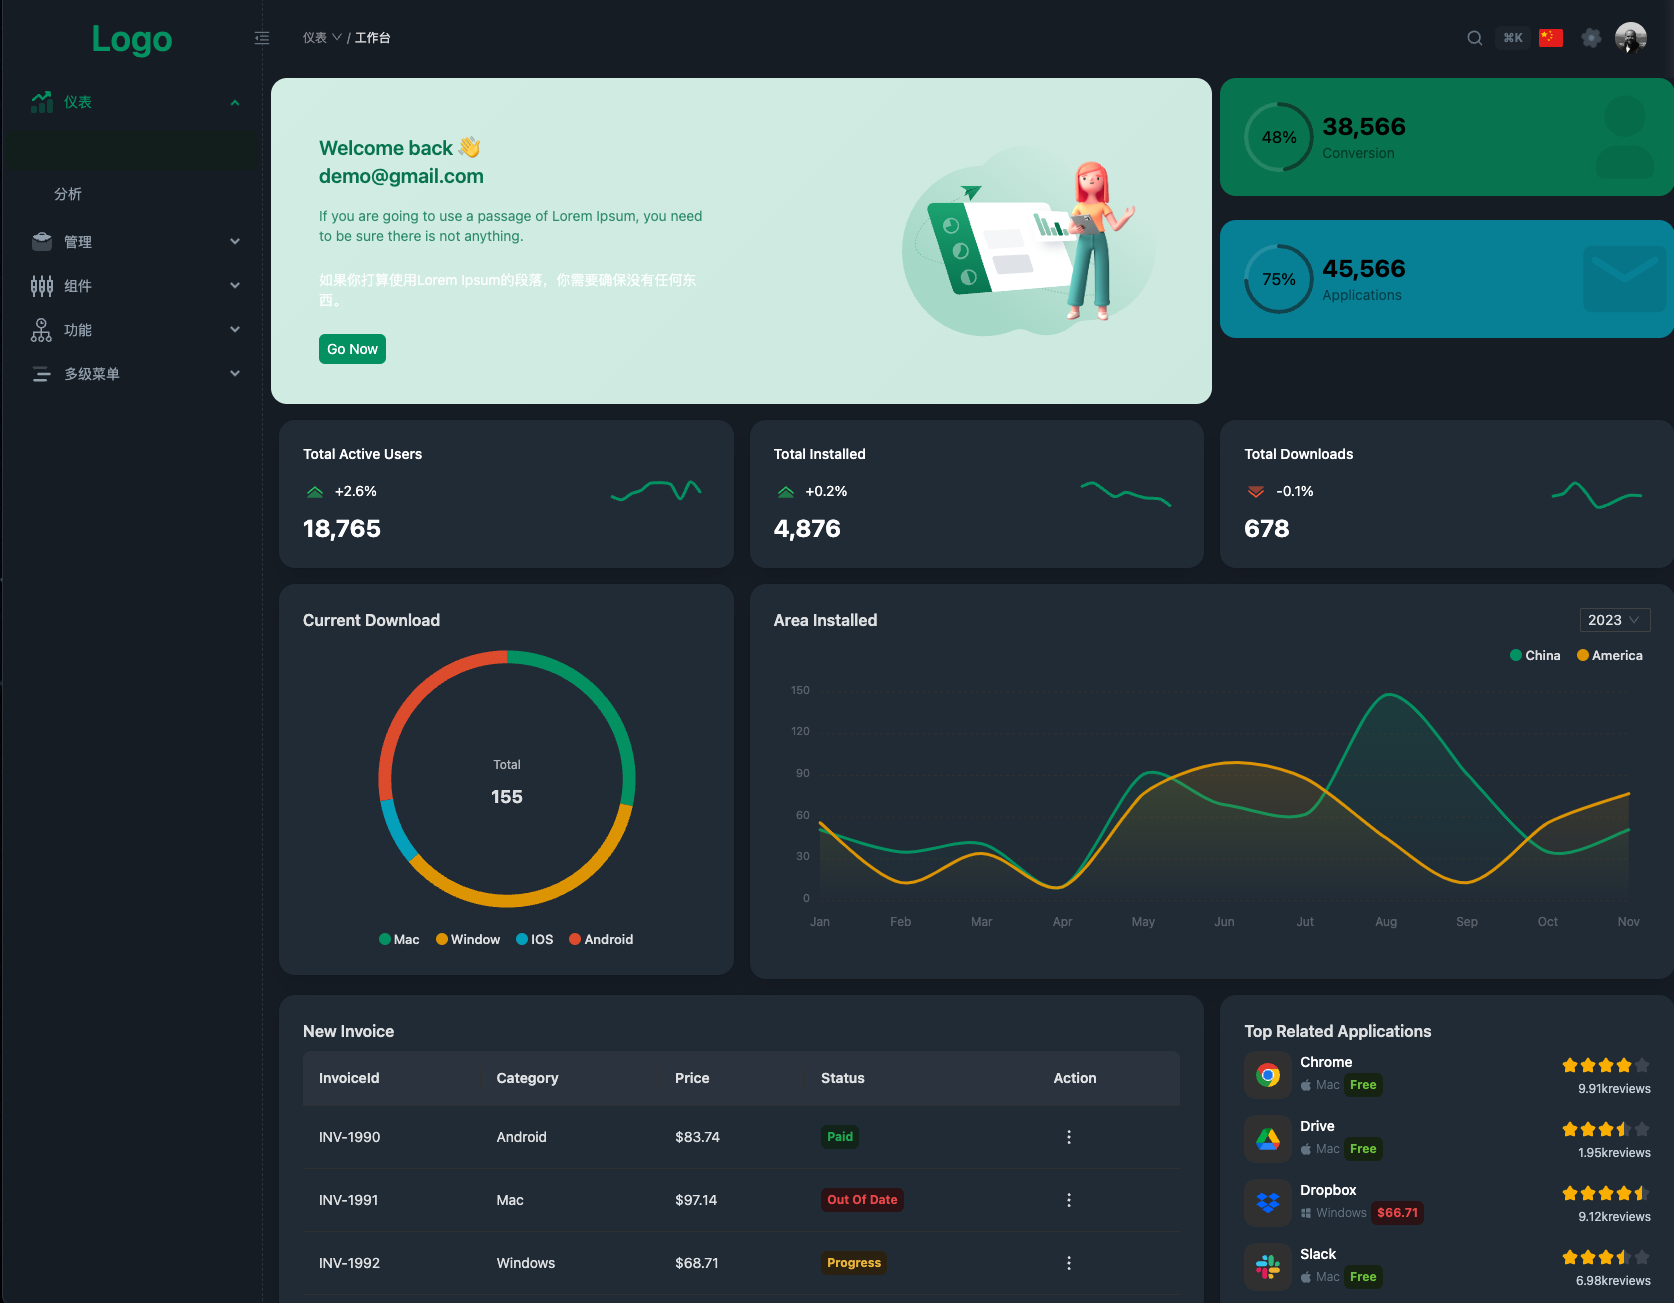 Logo
仪表
分析
管理
组件
功能
多级菜单
仪表 / 工作台
⌘K
Welcome back 👋
demo@gmail.com
If you are going to use a passage of Lorem Ipsum, you need
to be sure there is not anything.
如果你打算使用Lorem Ipsum的段落，你需要确保没有任何东
西。
Go Now
48%
38,566
Conversion
75%
45,566
Applications
Total Active Users
+2.6%
18,765
Total Installed
+0.2%
4,876
Total Downloads
-0.1%
678
Current Download
Total
155
Mac Window IOS Android
Area Installed
2023
China America
150
120
90
60
30
0
Jan Feb Mar Apr May Jun Jut Aug Sep Oct Nov
New Invoice
InvoiceId Category Price Status Action
INV-1990 Android $83.74 Paid
INV-1991 Mac $97.14 Out Of Date
INV-1992 Windows $68.71 Progress
Top Related Applications
Chrome
Mac Free
9.91kreviews
Drive
Mac Free
1.95kreviews
Dropbox
Windows $66.71
9.12kreviews
Slack
Mac Free
6.98kreviews